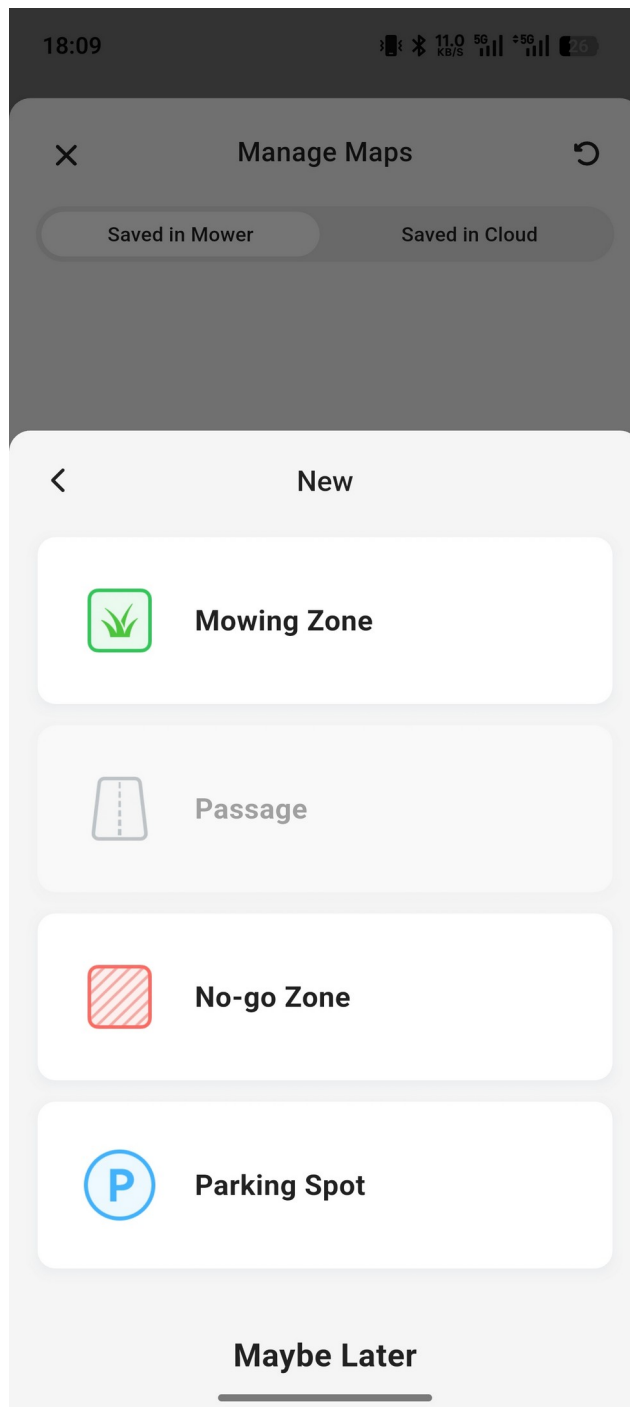 18:09
11.0
KB/S
5G
5G
26
Manage Maps
Saved in Mower
Saved in Cloud
New
Mowing Zone
Passage
No-go Zone
P
Parking Spot
Maybe Later